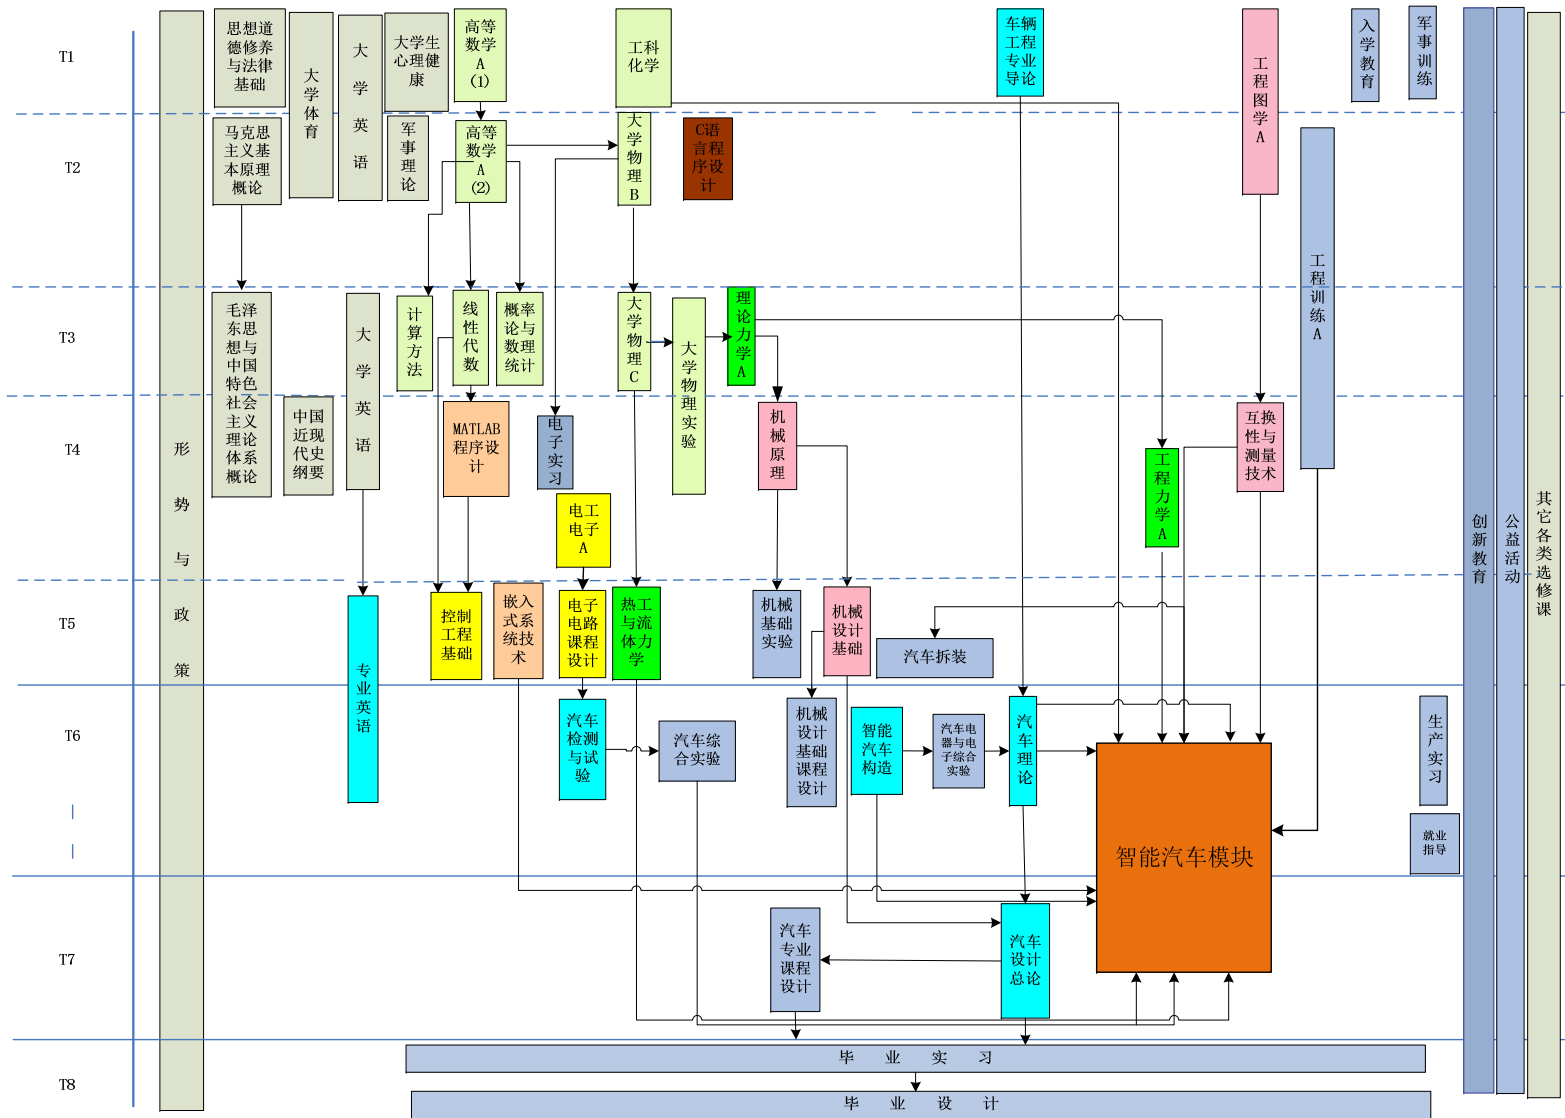 T1
思想道
德修养
与法律
基础
大学体育
大学英语
大学生
心理健
康
高等
数学
A
(1)
工科
化学
车辆
工程
专业
导论
工程图学A
入学教育
军事训练
T2
马克思
主义基
本原理
概论
军事理论
高等
数学
A
(2)
大学物理B
C语
言程
序设
计
工程训练A
T3
毛泽
东思
想与
中国
特色
社会
主义
理论
体系
概论
大学英语
计算方法
线性代数
概率
论与
数理
统计
大学物理C
大学物理实验
理论力学A
T4
形势与政策
中国
近现
代史
纲要
MATLAB
程序设
计
电子实习
电工
电子
A
机械原理
工程力学A
互换
性与
测量
技术
创新教育
公益活动
其它各类选修课
T5
专业英语
控制
工程
基础
嵌入
式系
统技
术
电子
电路
课程
设计
热工
与流
体力
学
机械
基础
实验
机械
设计
基础
汽车拆装
T6
汽车
检测
与试
验
汽车综
合实验
机械
设计
基础
课程
设计
智能
汽车
构造
汽车电
器与电
子综合
实验
汽车理论
智能汽车模块
生产实习
就业
指导
T7
汽车
专业
课程
设计
汽车
设计
总论
T8
毕业实习
毕业设计